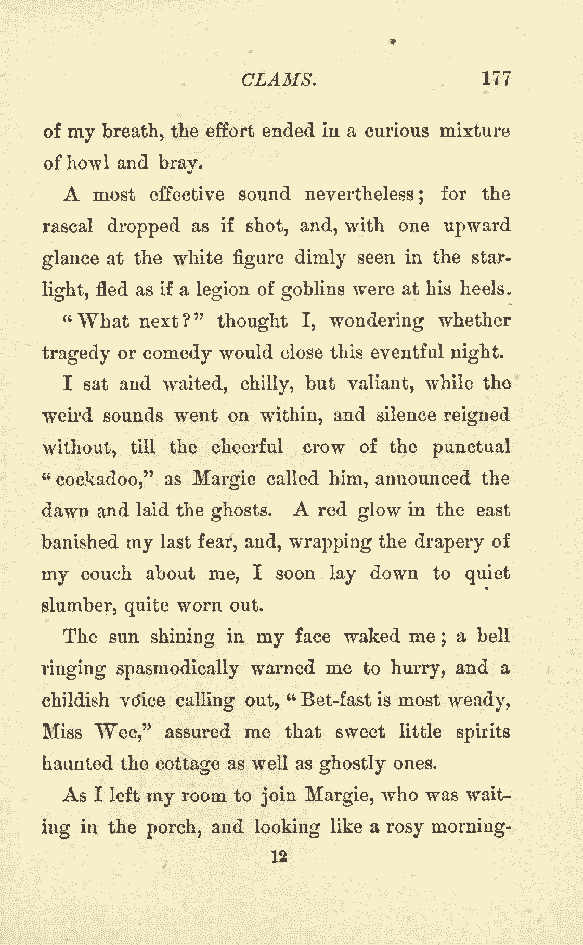 CLAMS. 177
of my breath, the effort ended in a curious mixture
of howl and bray.
A most effective sound nevertheless; for the
rascal dropped as if shot, and, with one upward
glance at the white figure dimly seen in the star-
light, fled as if a legion of goblins were at his heels.
"What next?" thought I, wondering whether
tragedy or comedy would close this eventful night.
I sat and waited, chilly, but valiant, while the
weird sounds went on within, and silence reigned
without, till the cheerful crow of the punctual
"cockadoo," as Margie called him, announced the
dawn and laid the ghosts. A red glow in the east
banished my last fear, and, wrapping the drapery of
my couch about me, I soon lay down to quiet
slumber, quite worn out.
The sun shining in my face waked me; a bell
ringing spasmodically warned me to hurry, and a
childish voice calling out, "Bet-fast is most weady,
Miss Wee," assured me that sweet little spirits
haunted the cottage as well as ghostly ones.
As I left my room to join Margie, who was wait-
ing in the porch, and looking like a rosy morning-
12